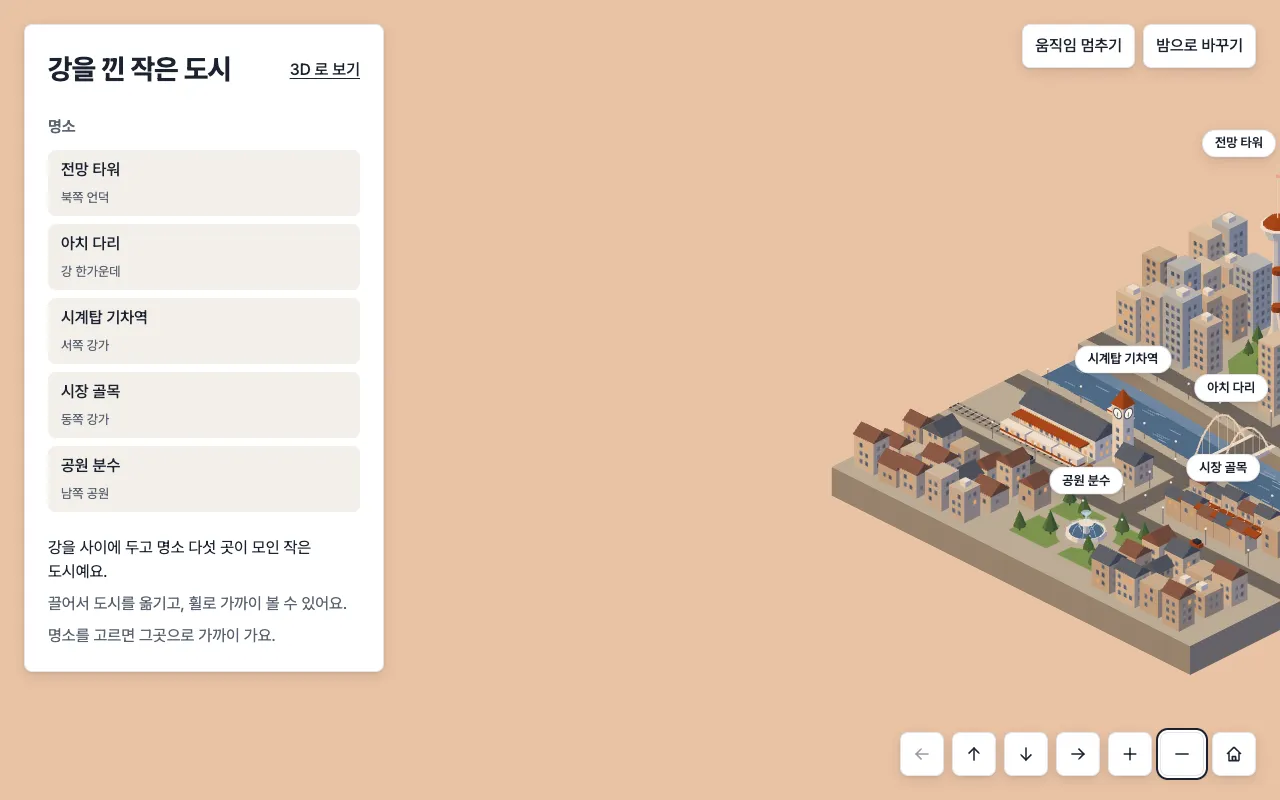 강을 낀 작은 도시
3D 로 보기
명소
전망 타워
북쪽 언덕
아치 다리
강 한가운데
시계탑 기차역
서쪽 강가
시장 골목
동쪽 강가
공원 분수
남쪽 공원
강을 사이에 두고 명소 다섯 곳이 모인 작은
도시예요.
끌어서 도시를 옮기고, 휠로 가까이 볼 수 있어요.
명소를 고르면 그곳으로 가까이 가요.
움직임 멈추기
밤으로 바꾸기
전망 타워
시계탑 기차역
아치 다리
시장 골목
공원 분수